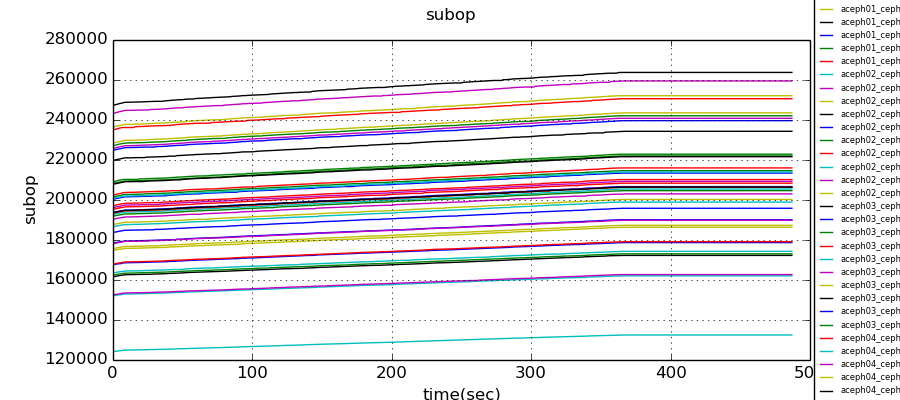 subop
280000
260000
240000
220000
200000
180000
160000
140000
120000
subop
0
100
200
300
400
50
time(sec)
aceph01_ceph
aceph01_ceph
aceph01_ceph
aceph01_ceph
aceph01_ceph
aceph02_ceph
aceph02_ceph
aceph02_ceph
aceph02_ceph
aceph02_ceph
aceph02_ceph
aceph02_ceph
aceph02_ceph
aceph02_ceph
aceph02_ceph
aceph03_ceph
aceph03_ceph
aceph03_ceph
aceph03_ceph
aceph03_ceph
aceph03_ceph
aceph03_ceph
aceph03_ceph
aceph03_ceph
aceph03_ceph
aceph04_ceph
aceph04_ceph
aceph04_ceph
aceph04_ceph
aceph04_ceph